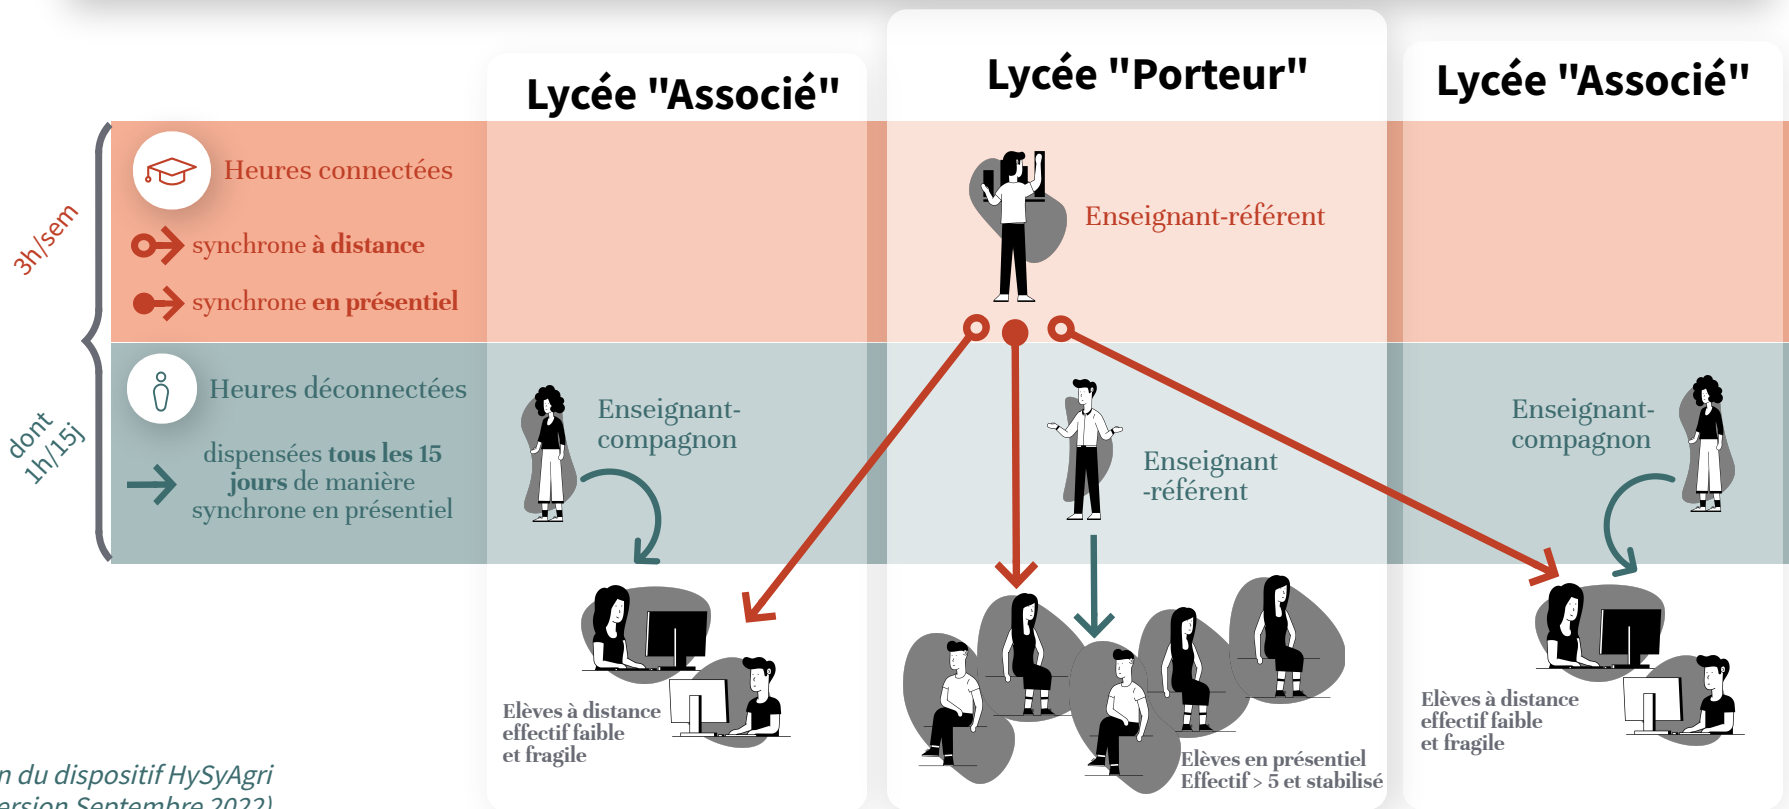 Lycée "Associé"
Lycée "Porteur"
Lycée "Associé"
3h/sem
Heures connectées
synchrone à distance
synchrone en présentiel
Enseignant-référent
dont
1h/15j
Heures déconnectées
dispensées tous les 15
jours de manière
synchrone en présentiel
Enseignant-
compagnon
Enseignant
-référent
Enseignant-
compagnon
Elèves à distance
effectif faible
et fragile
Elèves en présentiel
Effectif > 5 et stabilisé
Elèves à distance
effectif faible
et fragile
du dispositif HySyAgri
Septembre 2022)